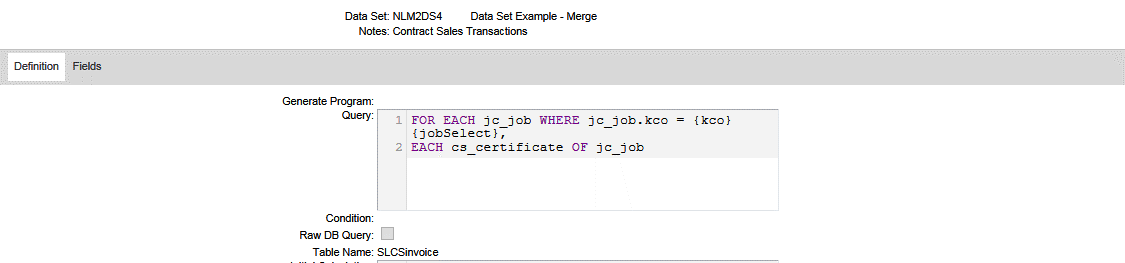 Data Set: NLM2DS4 Data Set Example - Merge
Notes: Contract Sales Transactions
Definition Fields
Generate Program:
Query:
1 FOR EACH jc_job WHERE jc_job.kco = {kco}
{jobSelect},
2 EACH cs_certificate OF jc_job
Condition:
Raw DB Query:
Table Name: SLCSinvoice